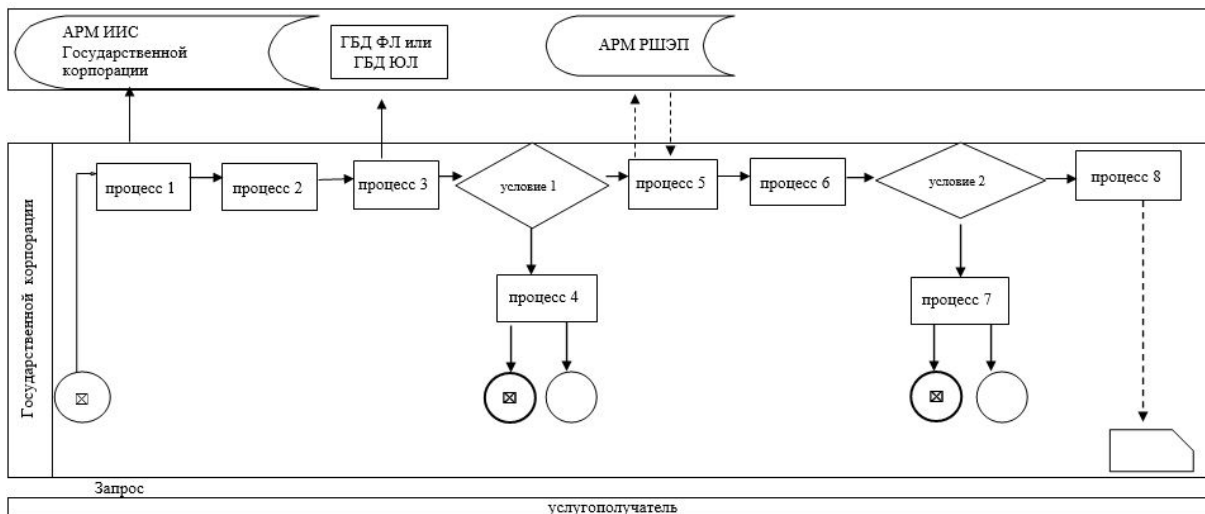 АРМ ИИС
Государственной
корпорации
ГБД ФЛ или
ГБД ЮЛ
АРМ РШЭП
Государственной корпорации
процесс 1
процесс 2
процесс 3
условие 1
процесс 5
процесс 6
условие 2
процесс 8
процесс 4
процесс 7
Запрос
услугополучатель